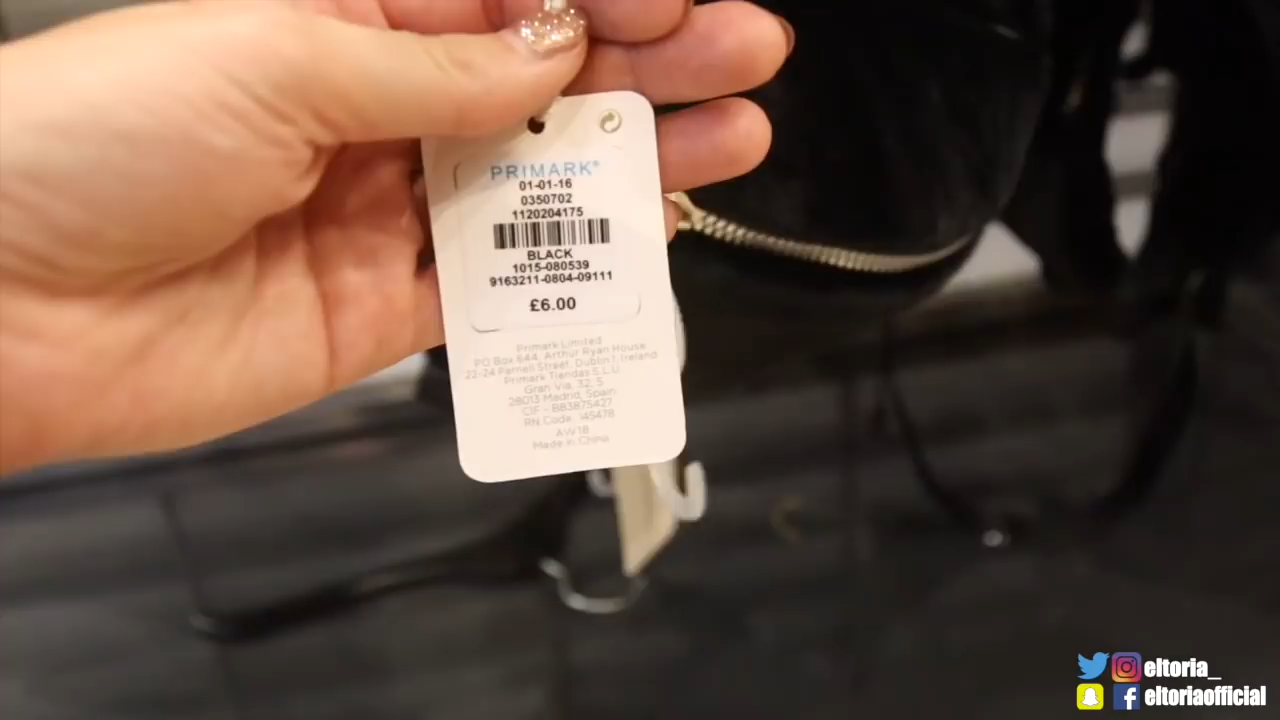 PRIMARK®
01-01-16
0350702
1120204175
BLACK
1015-080539
9163211-0804-09111
£6.00
Primark Limited
PO Box 644, Arthur Ryan House
22-24 Parnell Street, Dublin 1, Ireland
Primark Tiendas S.L.U.
Gran Via, 32, 5
28013 Madrid, Spain
CIF - B83875427
RN Code: 145478
AW18
Made in China
eltoria_
eltoriaofficial